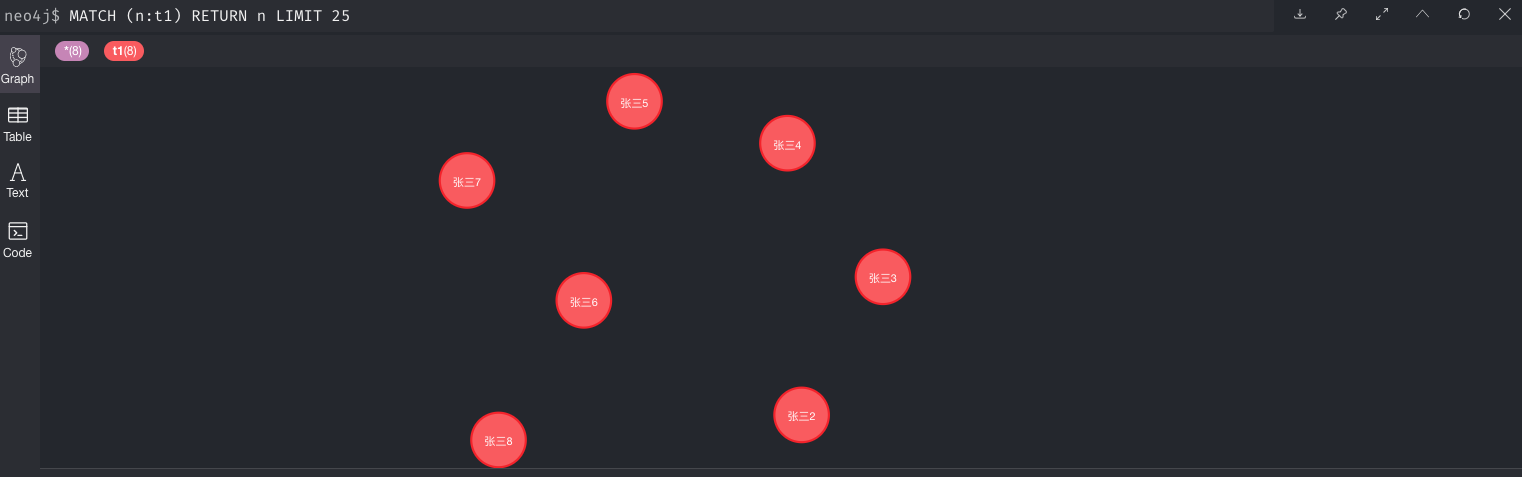 neo4j$ MATCH (n:t1) RETURN n LIMIT 25
*(8) t1(8)
Graph
Table
Text
Code
张三5
张三4
张三7
张三3
张三6
张三2
张三8